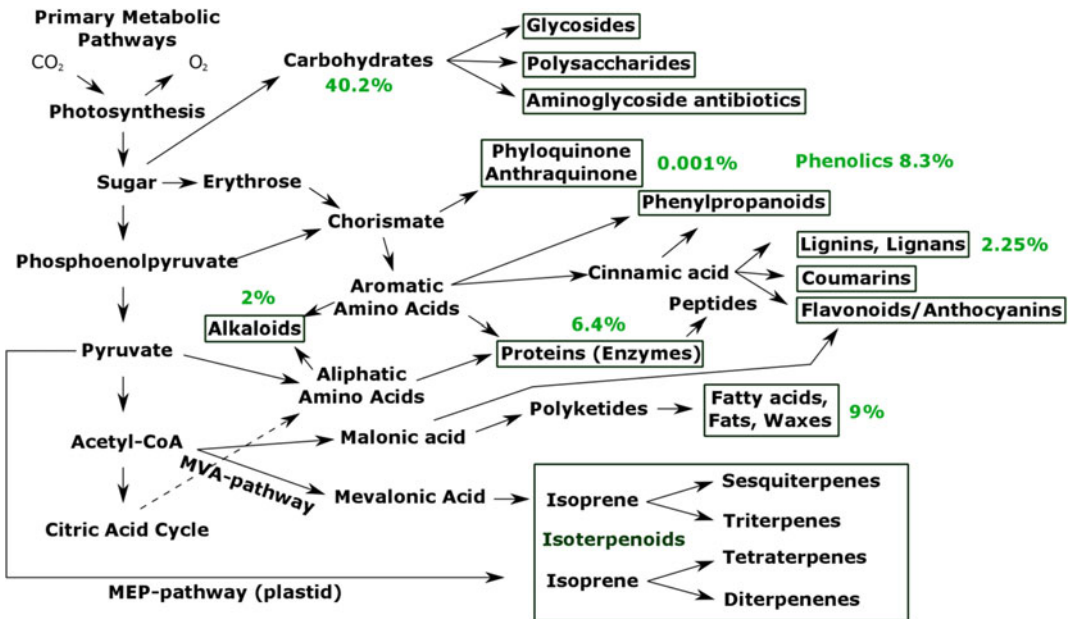 Primary Metabolic
Pathways
CO₂
O₂
Photosynthesis
Carbohydrates
40.2%
Glycosides
Polysaccharides
Aminoglycoside antibiotics
Sugar
Erythrose
Phyloquinone
Anthraquinone
0.001%
Phenolics 8.3%
Chorismate
Phenylpropanoids
Phosphoenolpyruvate
Cinnamic acid
Lignins, Lignans
2.25%
Coumarins
Flavonoids/Anthocyanins
Aromatic
Amino Acids
2%
Alkaloids
Peptides
6.4%
Proteins (Enzymes)
Pyruvate
Aliphatic
Amino Acids
Polyketides
Fatty acids,
Fats, Waxes
9%
Acetyl-CoA
Malonic acid
MVA-pathway
Mevalonic Acid
Citric Acid Cycle
Isoprene
Sesquiterpenes
Triterpenes
Isoterpenoids
Isoprene
Tetraterpenes
Diterpenenes
MEP-pathway (plastid)